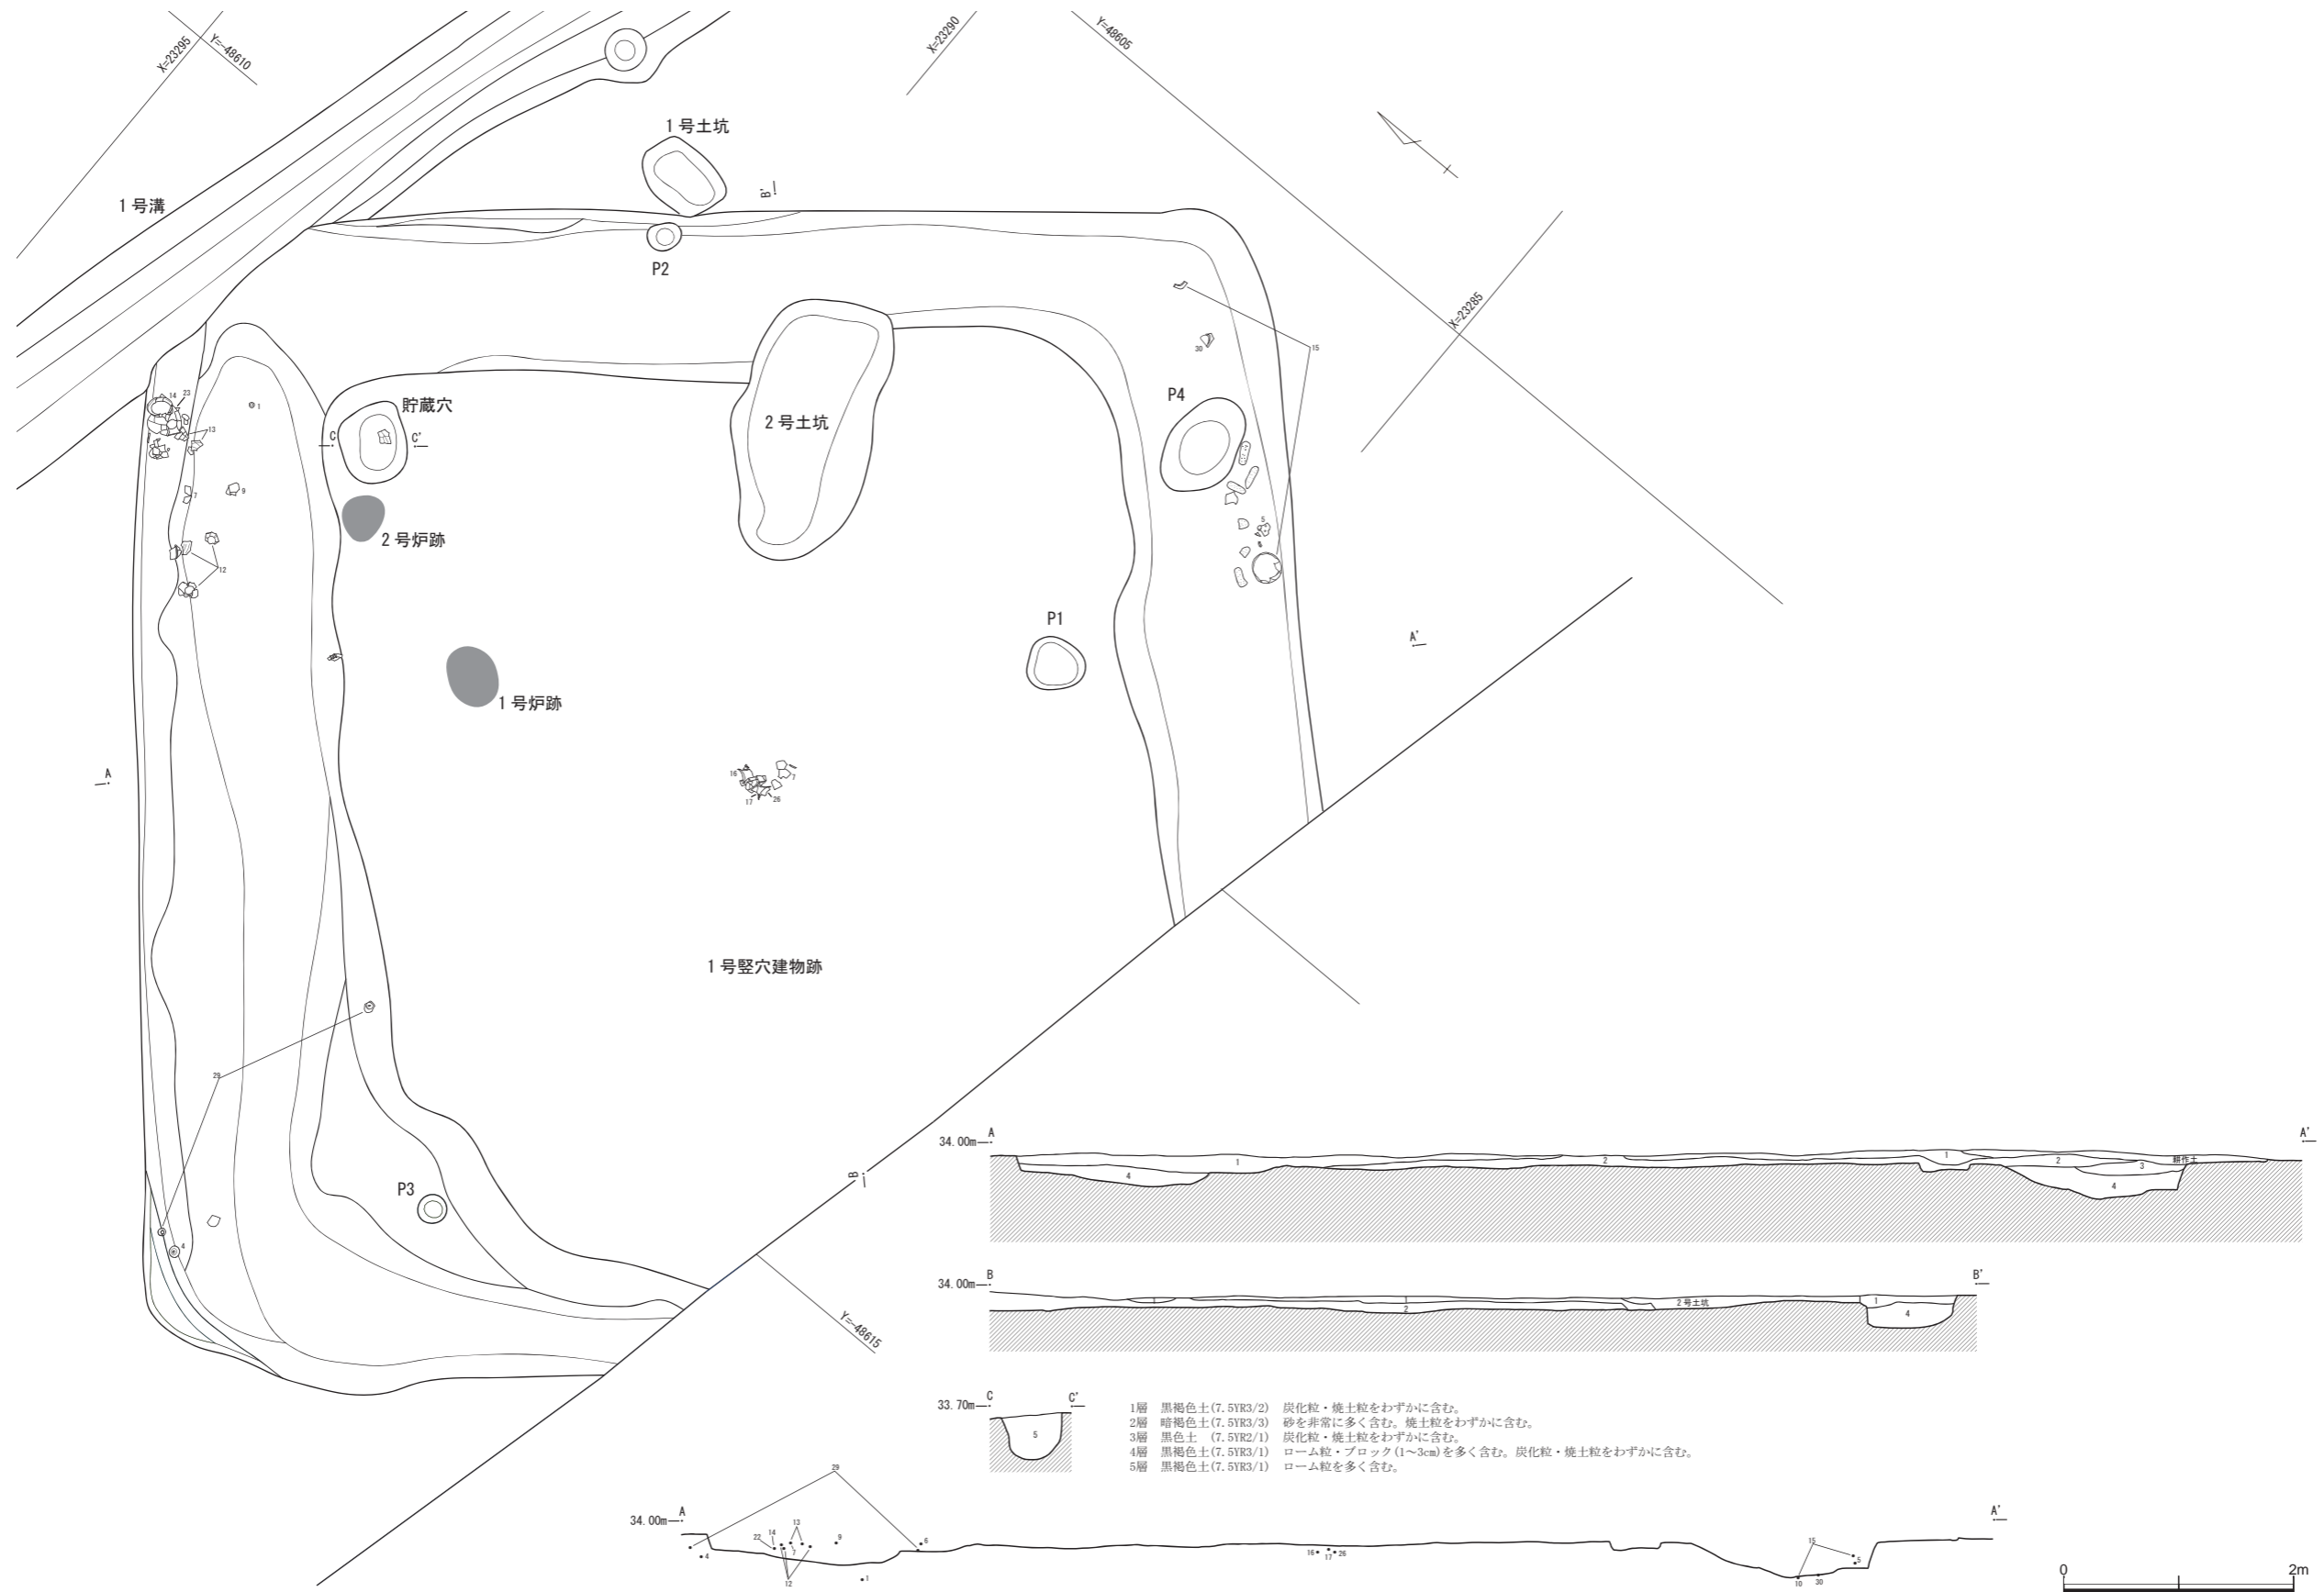 X=23295
Y=-48610
X=23290
Y=-48605
1号土坑
B'
1号溝
P2
X=23285
15
30
14 23
1
貯蔵穴
P4
13
C
C'
2号土坑
7
9
2号炉跡
5
12
P1
A'
1号炉跡
A
16
7
17
26
1号竪穴建物跡
29
34.00m
A
A'
1
4
2
1
2
3
耕作土
4
B
P3
4
34.00m
B
B'
1
1
2
2号土坑
1
4
Y=-48615
33.70m
C
C'
5
1層 黒褐色土(7.5YR3/2) 炭化粒・焼土粒をわずかに含む。
2層 暗褐色土(7.5YR3/3) 砂を非常に多く含む。焼土粒をわずかに含む。
3層 黒色土 (7.5YR2/1) 炭化粒・焼土粒をわずかに含む。
4層 黒褐色土(7.5YR3/1) ローム粒・ブロック(1～3cm)を多く含む。炭化粒・焼土粒をわずかに含む。
5層 黒褐色土(7.5YR3/1) ローム粒を多く含む。
29
34.00m
A
A'
22
14
13
7
9
6
4
12
1
16
17
26
15
5
10
30
0
2m